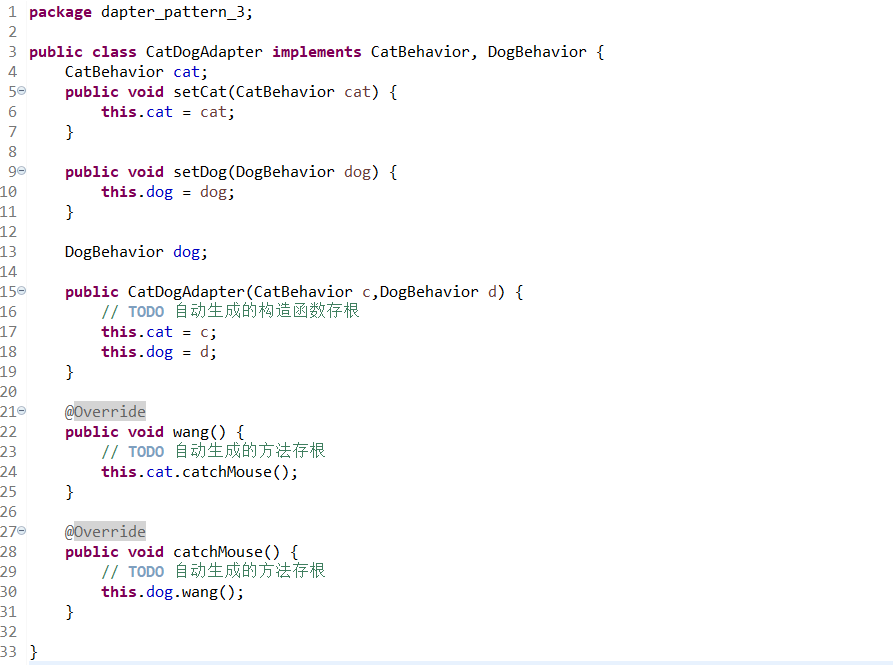 1 package dapter_pattern_3;
2
3 public class CatDogAdapter implements CatBehavior, DogBehavior {
4     CatBehavior cat;
5     public void setCat(CatBehavior cat) {
6         this.cat = cat;
7     }
8
9     public void setDog(DogBehavior dog) {
10         this.dog = dog;
11     }
12
13     DogBehavior dog;
14
15     public CatDogAdapter(CatBehavior c,DogBehavior d) {
16         // TODO 自动生成的构造函数存根
17         this.cat = c;
18         this.dog = d;
19     }
20
21     @Override
22     public void wang() {
23         // TODO 自动生成的方法存根
24         this.cat.catchMouse();
25     }
26
27     @Override
28     public void catchMouse() {
29         // TODO 自动生成的方法存根
30         this.dog.wang();
31     }
32
33 }